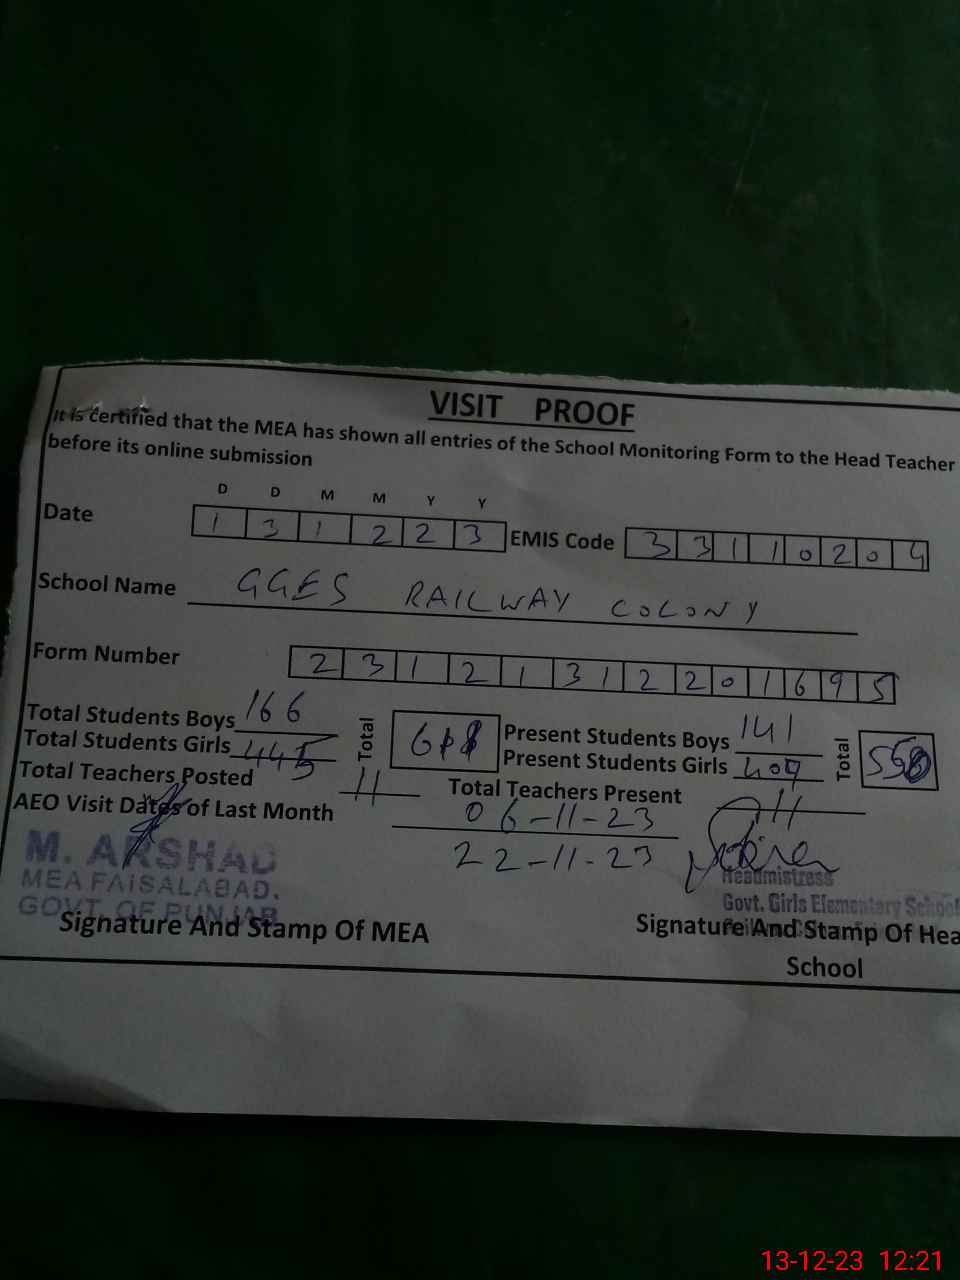 VISIT PROOF
It is certified that the MEA has shown all entries of the School Monitoring Form to the Head Teacher
before its online submission
D D M M Y Y
Date 1 3 1 2 2 3 EMIS Code 3 3 1 1 0 2 0 4
School Name GGES RAILWAY COLONY
Form Number 2 3 1 2 1 3 1 2 2 0 1 6 9 5
Total Students Boys 166 Total Present Students Boys 141 Total
Total Students Girls 445 Present Students Girls 409
Total Teachers Posted 11 Total Teachers Present 11
AEO Visit Dates of Last Month 06-11-23
22-11-23
M. ARSHAD
MEA FAISALABAD.
GOVT. OF PUNJAB
Headmistress
Govt. Girls Elementary School
Signature And Stamp Of MEA
Signature And Stamp Of Hea
School
13-12-23 12:21